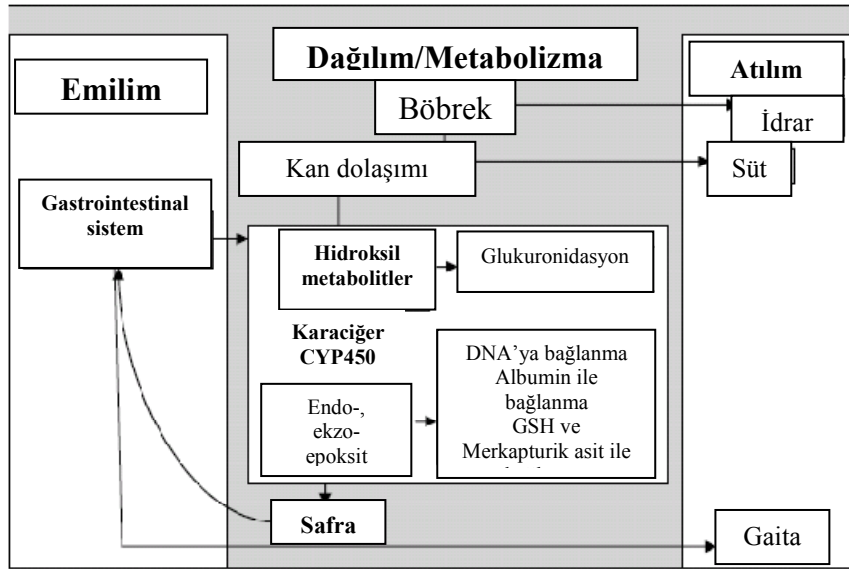 Emilim
Dağılım/Metabolizma
Atılım
Böbrek
İdrar
Kan dolaşımı
Süt
Gastrointestinal
sistem
Hidroksil
metabolitler
Glukuronidasyon
Karaciğer
CYP450
DNA’ya bağlanma
Albumin ile
bağlanma
GSH ve
Merkapturik asit ile
Endo-,
ekzo-
epoksit
Safra
Gaita